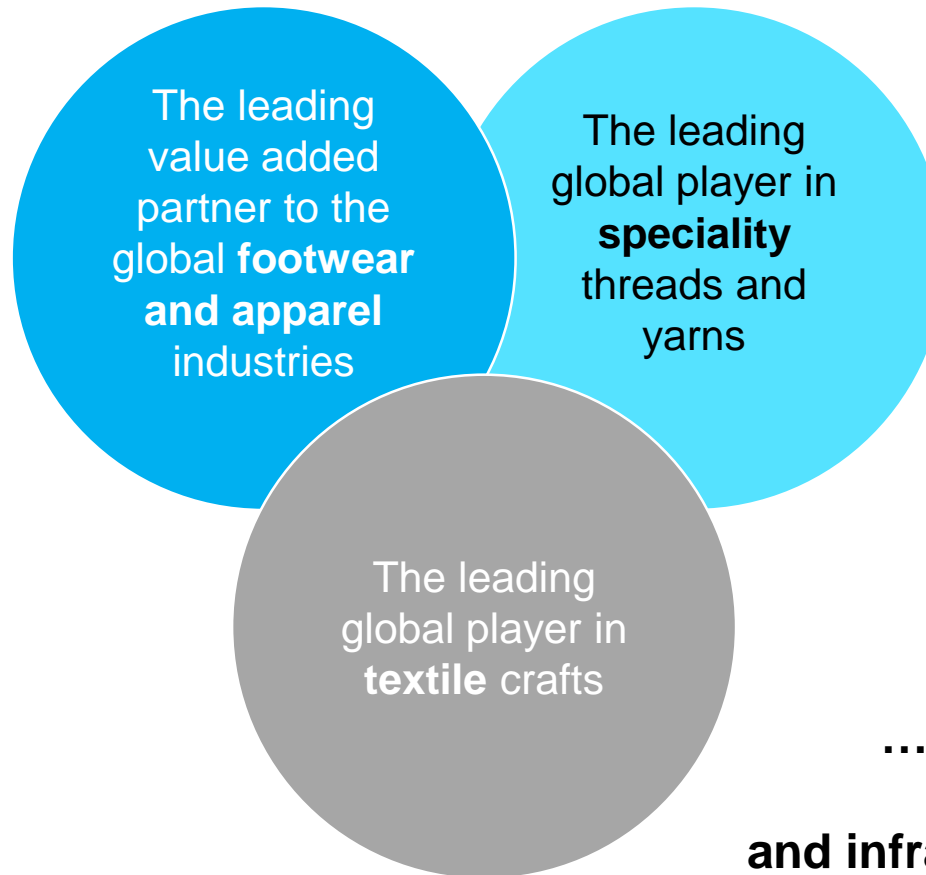 The leading
value added
partner to the
global footwear
and apparel
industries
The leading
global player in
speciality
threads and
yarns
The leading
global player in
textile crafts
…
and infra